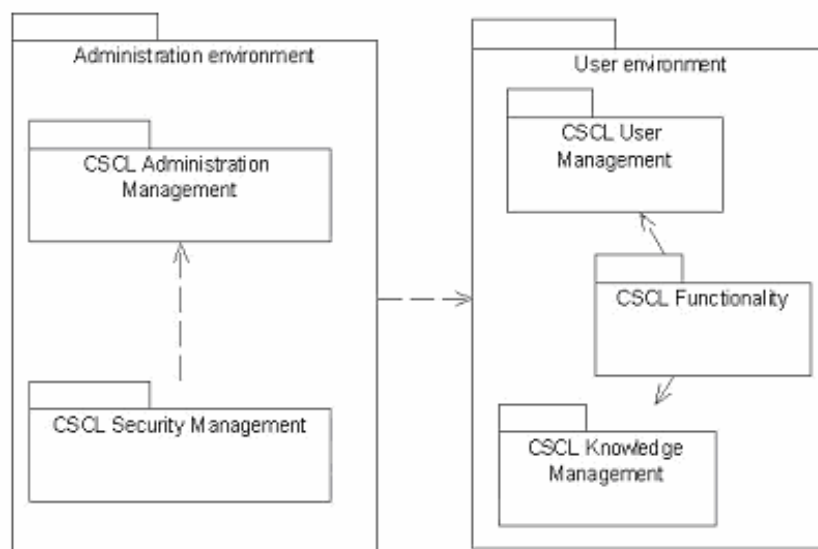 Administration environment
CSCL Administration
Management
CSCL Security Management
User environment
CSCL User
Management
CSCL Functionality
CSCL Knowledge
Management